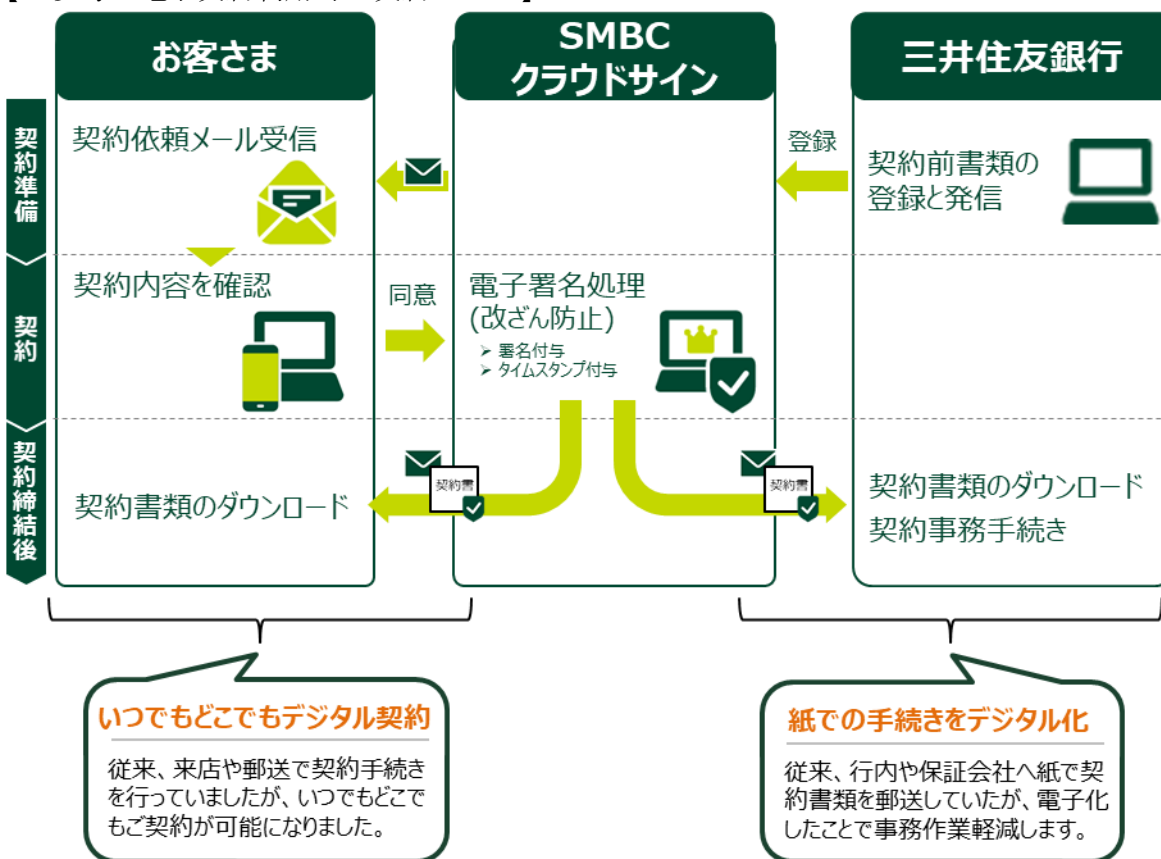 お客さま
SMBC
クラウドサイン
三井住友銀行
契約準備
契約依頼メール受信
登録
契約前書類の
登録と発信
契約
契約内容を確認
同意
電子署名処理
(改ざん防止)
➢ 署名付与
➢ タイムスタンプ付与
契約締結後
契約書類のダウンロード
契約書
契約書
契約書類のダウンロード
契約事務手続き
いつでもどこでもデジタル契約
従来、来店や郵送で契約手続き
を行っていましたが、いつでもどこで
もご契約が可能になりました。
紙での手続きをデジタル化
従来、行内や保証会社へ紙で契
約書類を郵送していたが、電子化
したことで事務作業軽減します。